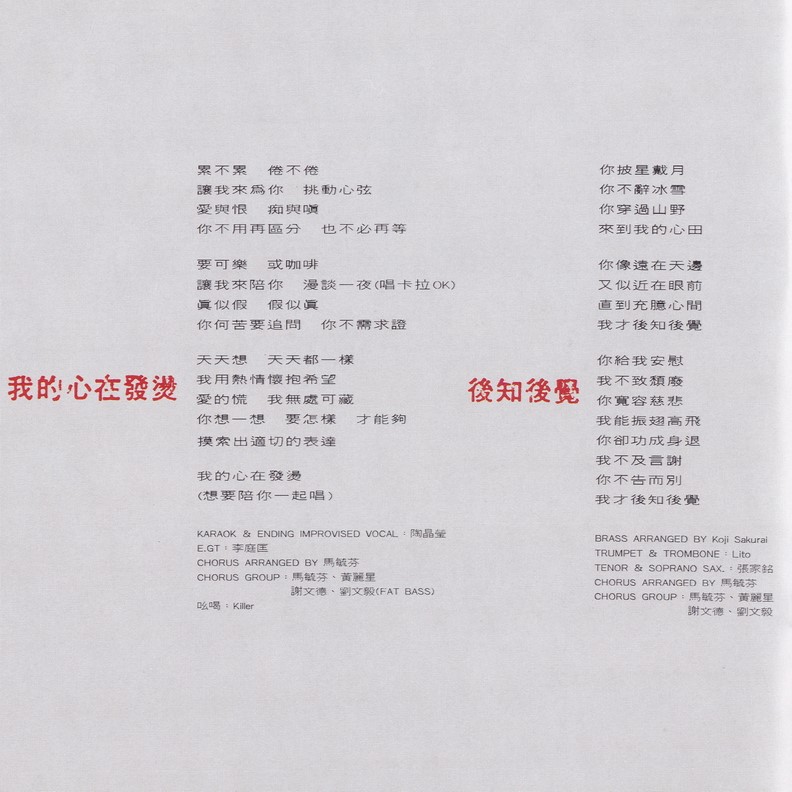 我的心在發燙
累不累　倦不倦
讓我來為你　挑動心弦
愛與恨　痴與嗔
你不用再區分　也不必再等
要可樂　或咖啡
讓我來陪你　漫談一夜(唱卡拉OK)
眞似假　假似眞
你何苦要追問　你不需求證
天天想　天天都一樣
我用熱情懷抱希望
愛的慌　我無處可藏
你想一想　要怎樣　才能夠
摸索出適切的表達
我的心在發燙
(想要陪你一起唱)
KARAOK & ENDING IMPROVISED VOCAL：陶晶瑩
E.GT：李庭匡
CHORUS ARRANGED BY 馬毓芬
CHORUS GROUP：馬毓芬、黃麗星
謝文德、劉文毅(FAT BASS)
吆喝：Killer
後知後覺
你披星戴月
你不辭冰雪
你穿過山野
來到我的心田
你像遠在天邊
又似近在眼前
直到充臆心間
我才後知後覺
你給我安慰
我不致頹廢
你寬容慈悲
我能振翅高飛
你卻功成身退
我不及言謝
你不告而別
我才後知後覺
BRASS ARRANGED BY Koji Sakurai
TRUMPET & TROMBONE：Lito
TENOR & SOPRANO SAX.：張家銘
CHORUS ARRANGED BY 馬毓芬
CHORUS GROUP：馬毓芬、黃麗星
謝文德、劉文毅